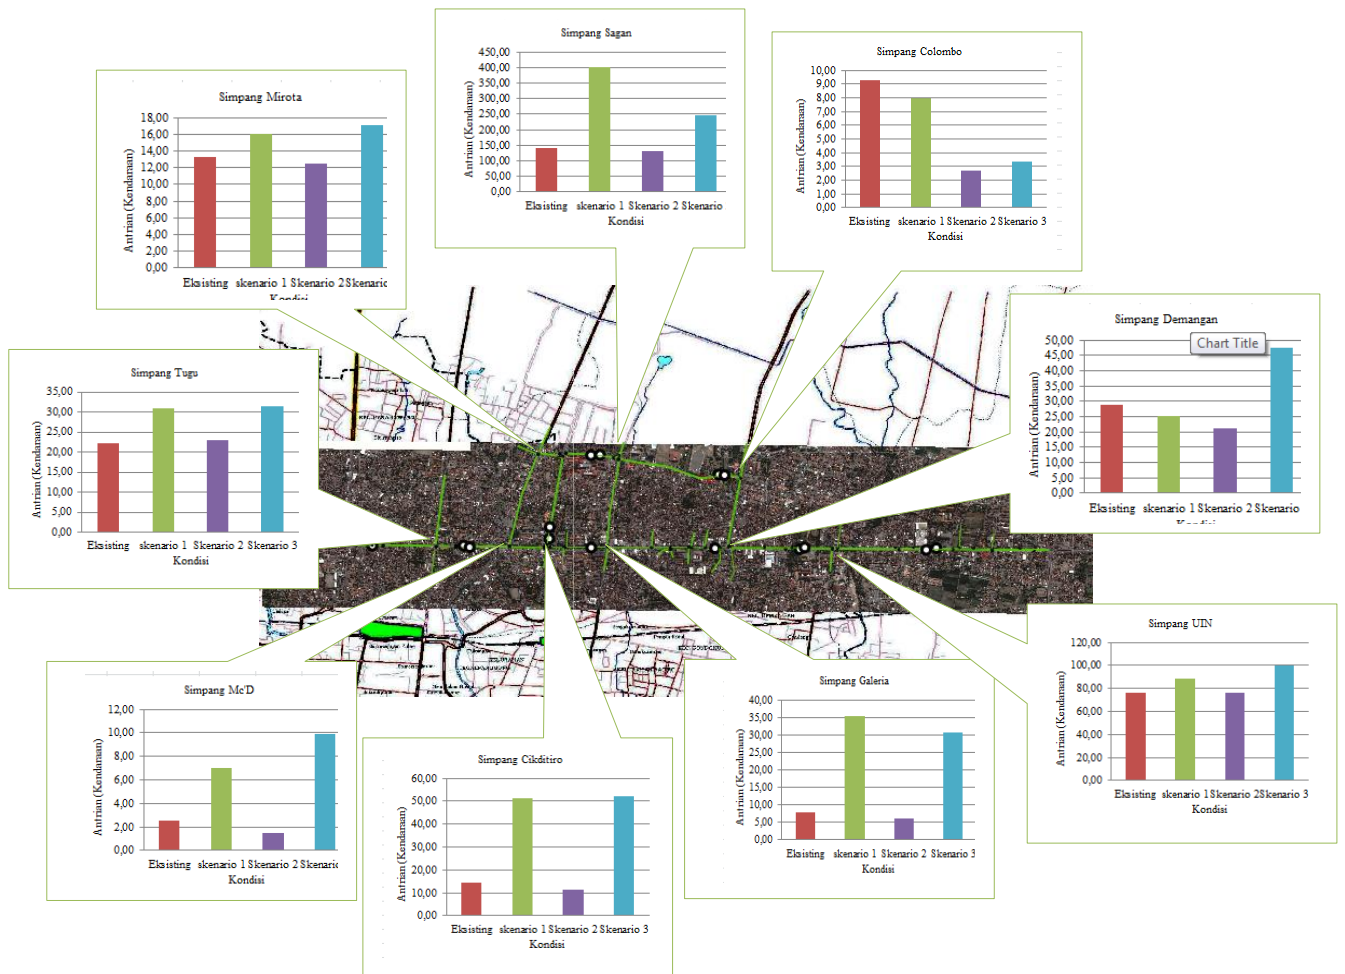 Simpang Sagan
450,00
400,00
350,00
300,00
250,00
200,00
150,00
100,00
50,00
0,00
Antrian (Kendaraan)
Eksisting skenario 1 Skenario 2 Skenario
Kondisi
Simpang Colombo
10,00
9,00
8,00
7,00
6,00
5,00
4,00
3,00
2,00
1,00
0,00
Antrian (Kendaraan)
Eksisting skenario 1 Skenario 2 Skenario 3
Kondisi
Simpang Mirota
18,00
16,00
14,00
12,00
10,00
8,00
6,00
4,00
2,00
0,00
Antrian (Kendaraan)
Eksisting skenario 1 Skenario 2 Skenario
Kondisi
Simpang Demangan
Chart Title
50,00
45,00
40,00
35,00
30,00
25,00
20,00
15,00
10,00
5,00
0,00
Antrian (Kendaraan)
Eksisting skenario 1 Skenario 2 Skenario
Kondisi
Simpang Tugu
35,00
30,00
25,00
20,00
15,00
10,00
5,00
0,00
Antrian (Kendaraan)
Eksisting skenario 1 Skenario 2 Skenario 3
Kondisi
Simpang UIN
120,00
100,00
80,00
60,00
40,00
20,00
0,00
Antrian (Kendaraan)
Eksisting skenario 1 Skenario 2 Skenario 3
Kondisi
Simpang Mc'D
12,00
10,00
8,00
6,00
4,00
2,00
0,00
Antrian (Kendaraan)
Eksisting skenario 1 Skenario 2 Skenario
Kondisi
Simpang Cikditiro
60,00
50,00
40,00
30,00
20,00
10,00
0,00
Antrian (Kendaraan)
Eksisting skenario 1 Skenario 2 Skenario 3
Kondisi
Simpang Galeria
40,00
35,00
30,00
25,00
20,00
15,00
10,00
5,00
0,00
Antrian (Kendaraan)
Eksisting skenario 1 Skenario 2 Skenario 3
Kondisi